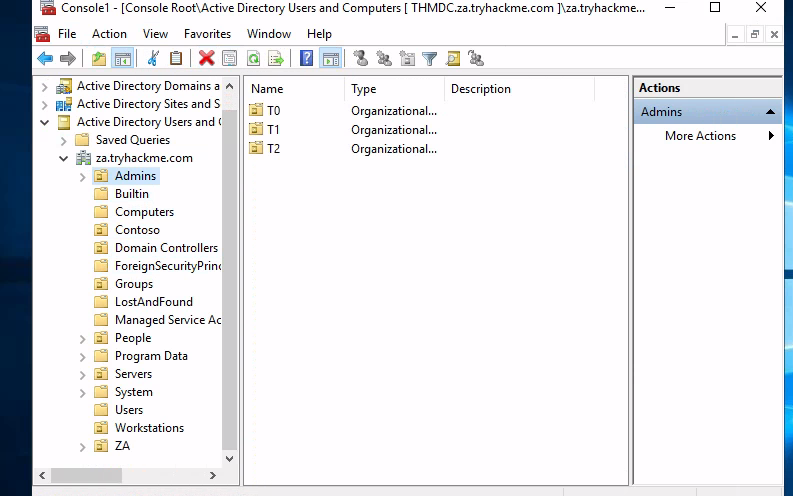 Console1 - [Console Root\Active Directory Users and Computers [ THMDC.za.tryhackme.com ]\za.tryhackme...
File Action View Favorites Window Help
Active Directory Domains a
Active Directory Sites and S
Active Directory Users and C
Saved Queries
za.tryhackme.com
Admins
Builtin
Computers
Contoso
Domain Controllers
ForeignSecurityPrinc
Groups
LostAndFound
Managed Service Ac
People
Program Data
Servers
System
Users
Workstations
ZA
Name Type Description
T0 Organizational...
T1 Organizational...
T2 Organizational...
Actions
Admins
More Actions